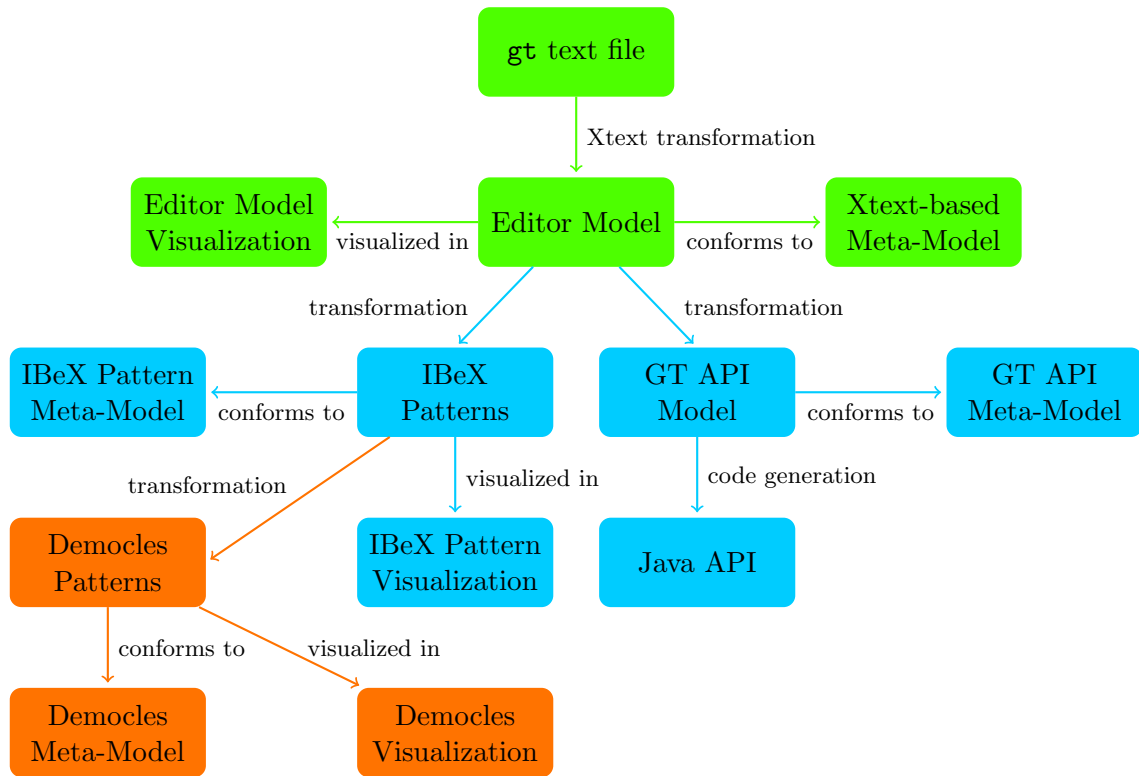 gt text file
Xtext transformation
Editor Model
Visualization
visualized in
Editor Model
conforms to
Xtext-based
Meta-Model
transformation
transformation
IBeX Pattern
Meta-Model
conforms to
IBeX
Patterns
GT API
Model
conforms to
GT API
Meta-Model
transformation
visualized in
code generation
Democles
Patterns
IBeX Pattern
Visualization
Java API
conforms to
visualized in
Democles
Meta-Model
Democles
Visualization